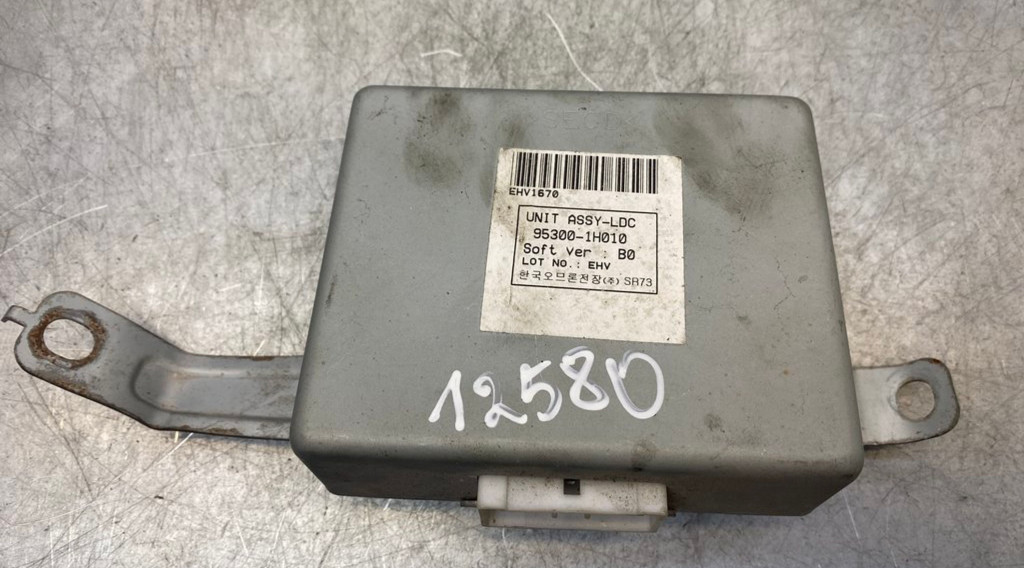 EHV1670
UNIT ASSY-LDC
95300-1H010
Soft ver : B0
LOT NO.: EHV
한국오므론전장(주) SR73
12580